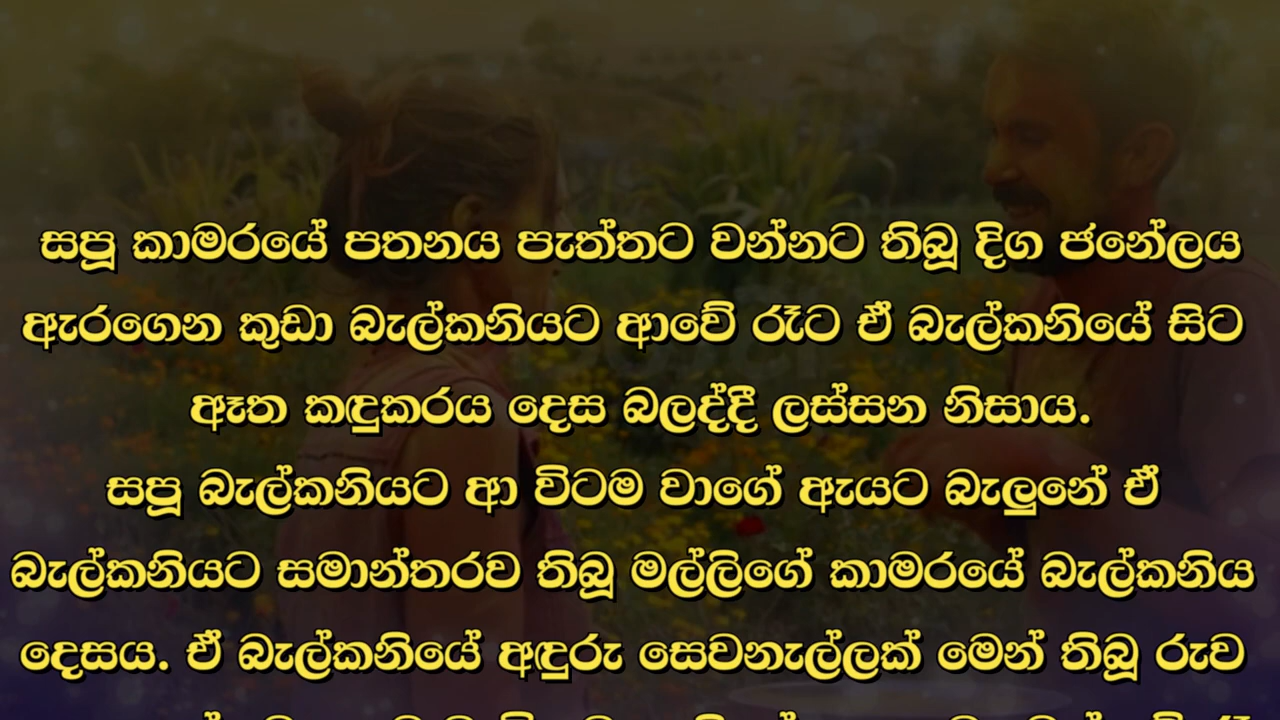 සපූ කාමරයේ පතනය පැත්තට වන්නට තිබූ දිග ජනේලය
ඇරගෙන කුඩා බැල්කනියට ආවේ රෑට ඒ බැල්කනියේ සිට
ඈත කඳුකරය දෙස බලද්දී ලස්සන නිසාය.
සපූ බැල්කනියට ආ විටම වාගේ ඇයට බැලුනේ ඒ
බැල්කනියට සමාන්තරව තිබූ මල්ලිගේ කාමරයේ බැල්කනිය
දෙසය. ඒ බැල්කනියේ අඳුරු සෙවනැල්ලක් මෙන් තිබූ රුව